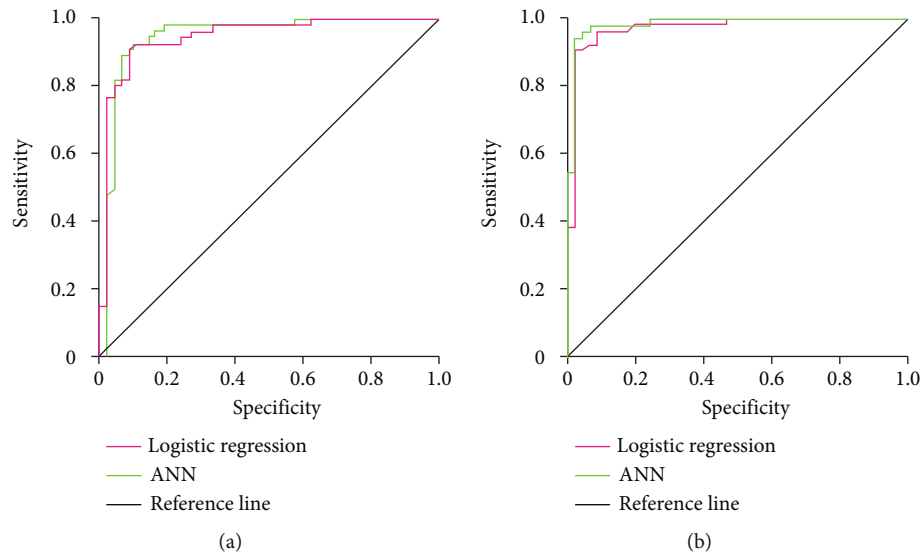 1.0
0.8
0.6
0.4
0.2
0
Sensitivity
0 0.2 0.4 0.6 0.8 1.0
Specificity
Logistic regression
ANN
Reference line
(a)
1.0
0.8
0.6
0.4
0.2
0
Sensitivity
0 0.2 0.4 0.6 0.8 1.0
Specificity
Logistic regression
ANN
Reference line
(b)